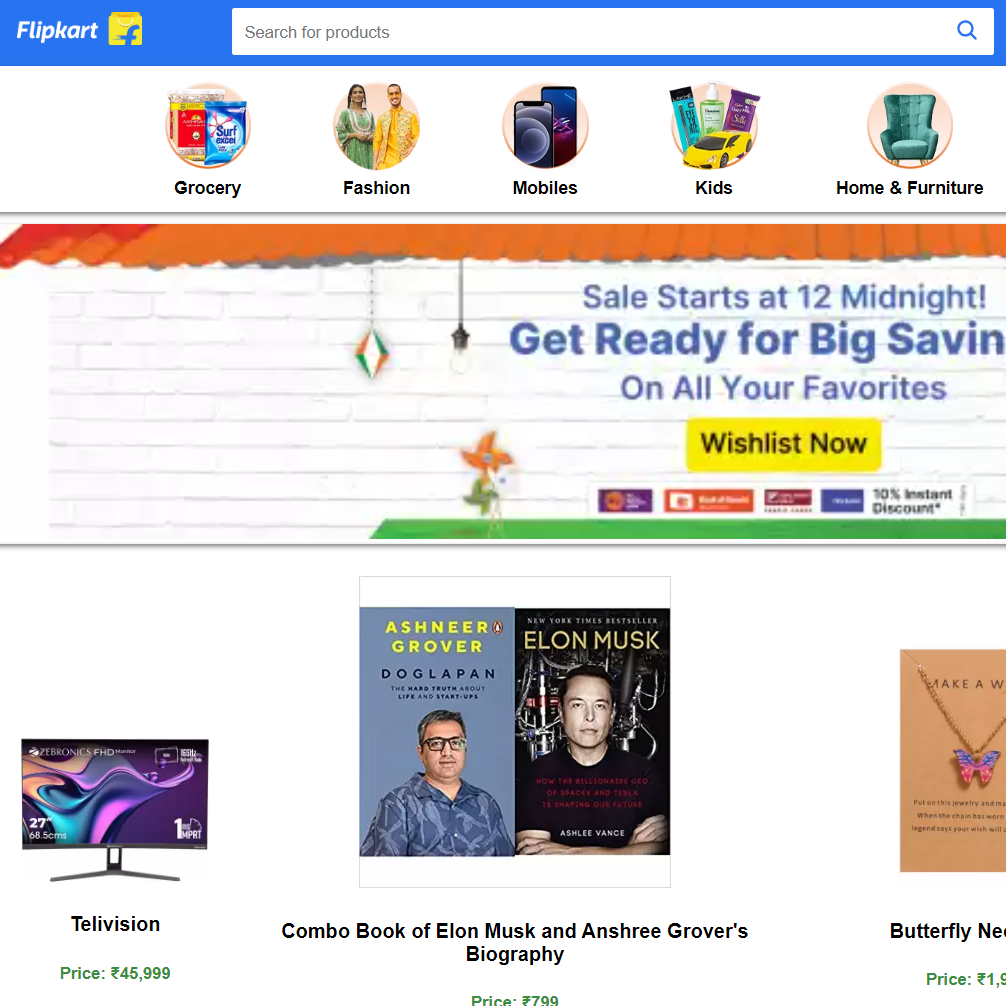 Flipkart
Search for products
Surf
excel
Grocery
Fashion
Mobiles
Kids
Home & Furniture
Sale Starts at 12 Midnight!
Get Ready for Big Savin
On All Your Favorites
Wishlist Now
10% Instant
Discount*
ASHNEER
GROVER
DOGLAPAN
THE HARD TRUTH ABOUT
LIFE AND START-UPS
NEW YORK TIMES BESTSELLER
ELON MUSK
HOW THE BILLIONAIRE CEO
OF SPACEX AND TESLA
IS SHAPING OUR FUTURE
ASHLEE VANCE
MAKE A W
Put on this jewelry and ma
When the chain has worn
legend says your wish will
ZEBRONICS FHD Monitor
165Hz
27"
68.5cms
1ms
MPRT
Telivision
Price: ₹45,999
Combo Book of Elon Musk and Anshree Grover's
Biography
Price: ₹799
Butterfly Ne
Price: ₹1,9